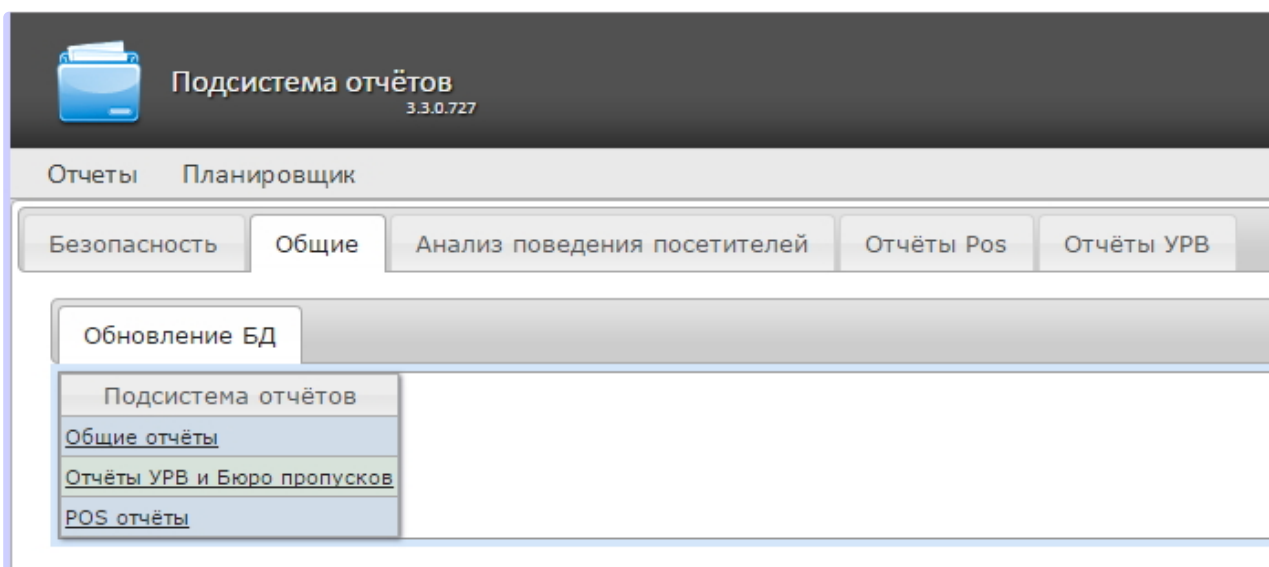 Подсистема отчётов
3.3.0.727
Отчеты Планировщик
Безопасность Общие Анализ поведения посетителей Отчёты Pos Отчёты УРВ
Обновление БД
Подсистема отчётов
Общие отчёты
Отчёты УРВ и Бюро пропусков
POS отчёты